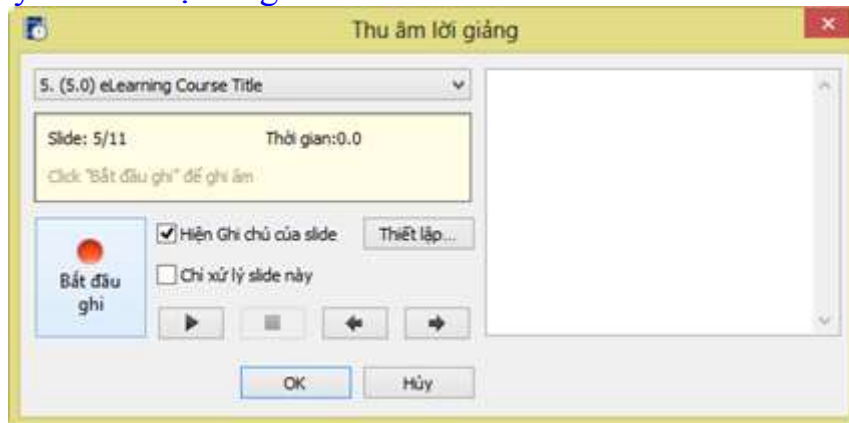 Thu âm lời giảng
5. (5.0) eLearning Course Title
Slide: 5/11 Thời gian:0.0
Click "Bắt đầu ghi" để ghi âm
Hiện Ghi chú của slide Thiết lập...
Chỉ xử lý slide này
Bắt đầu
ghi
OK Hủy